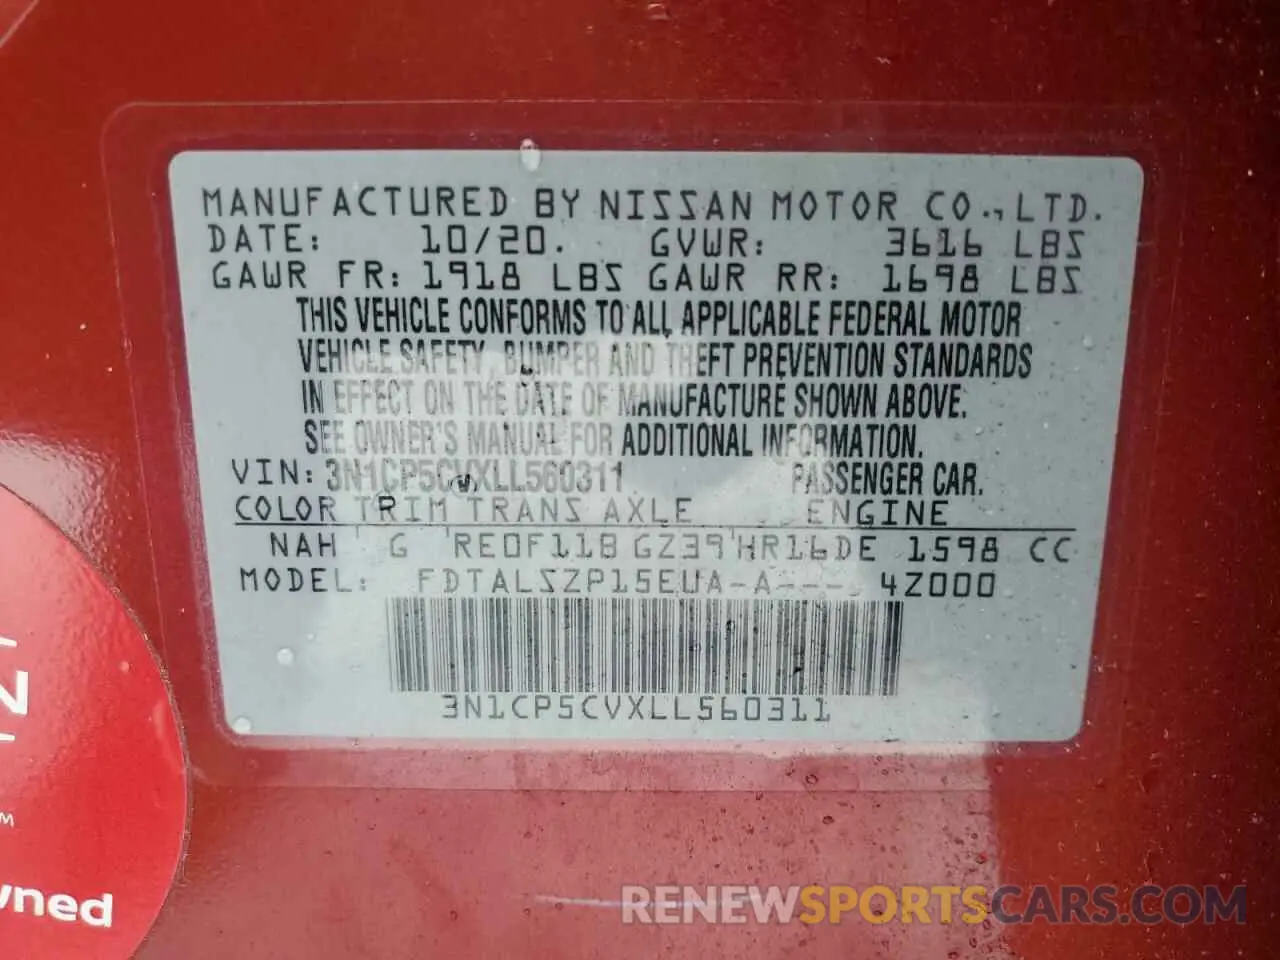 MANUFACTURED BY NISSAN MOTOR CO., LTD.
DATE: 10/20. GVWR: 3616 LBS
GAWR FR: 1918 LBS GAWR RR: 1698 LBS
THIS VEHICLE CONFORMS TO ALL APPLICABLE FEDERAL MOTOR
VEHICLE SAFETY, BUMPER AND THEFT PREVENTION STANDARDS
IN EFFECT ON THE DATE OF MANUFACTURE SHOWN ABOVE.
SEE OWNER'S MANUAL FOR ADDITIONAL INFORMATION.
VIN: 3N1CP5CVXLL560311 PASSENGER CAR.
COLOR TRIM TRANS AXLE ENGINE
NAH G RE0F11B GZ39 HR16DE 1598 CC
MODEL: FDTALSZP15EUA-A---- 4Z000
3N1CP5CVXLL560311
wned
RENEWSPORTSCARS.COM